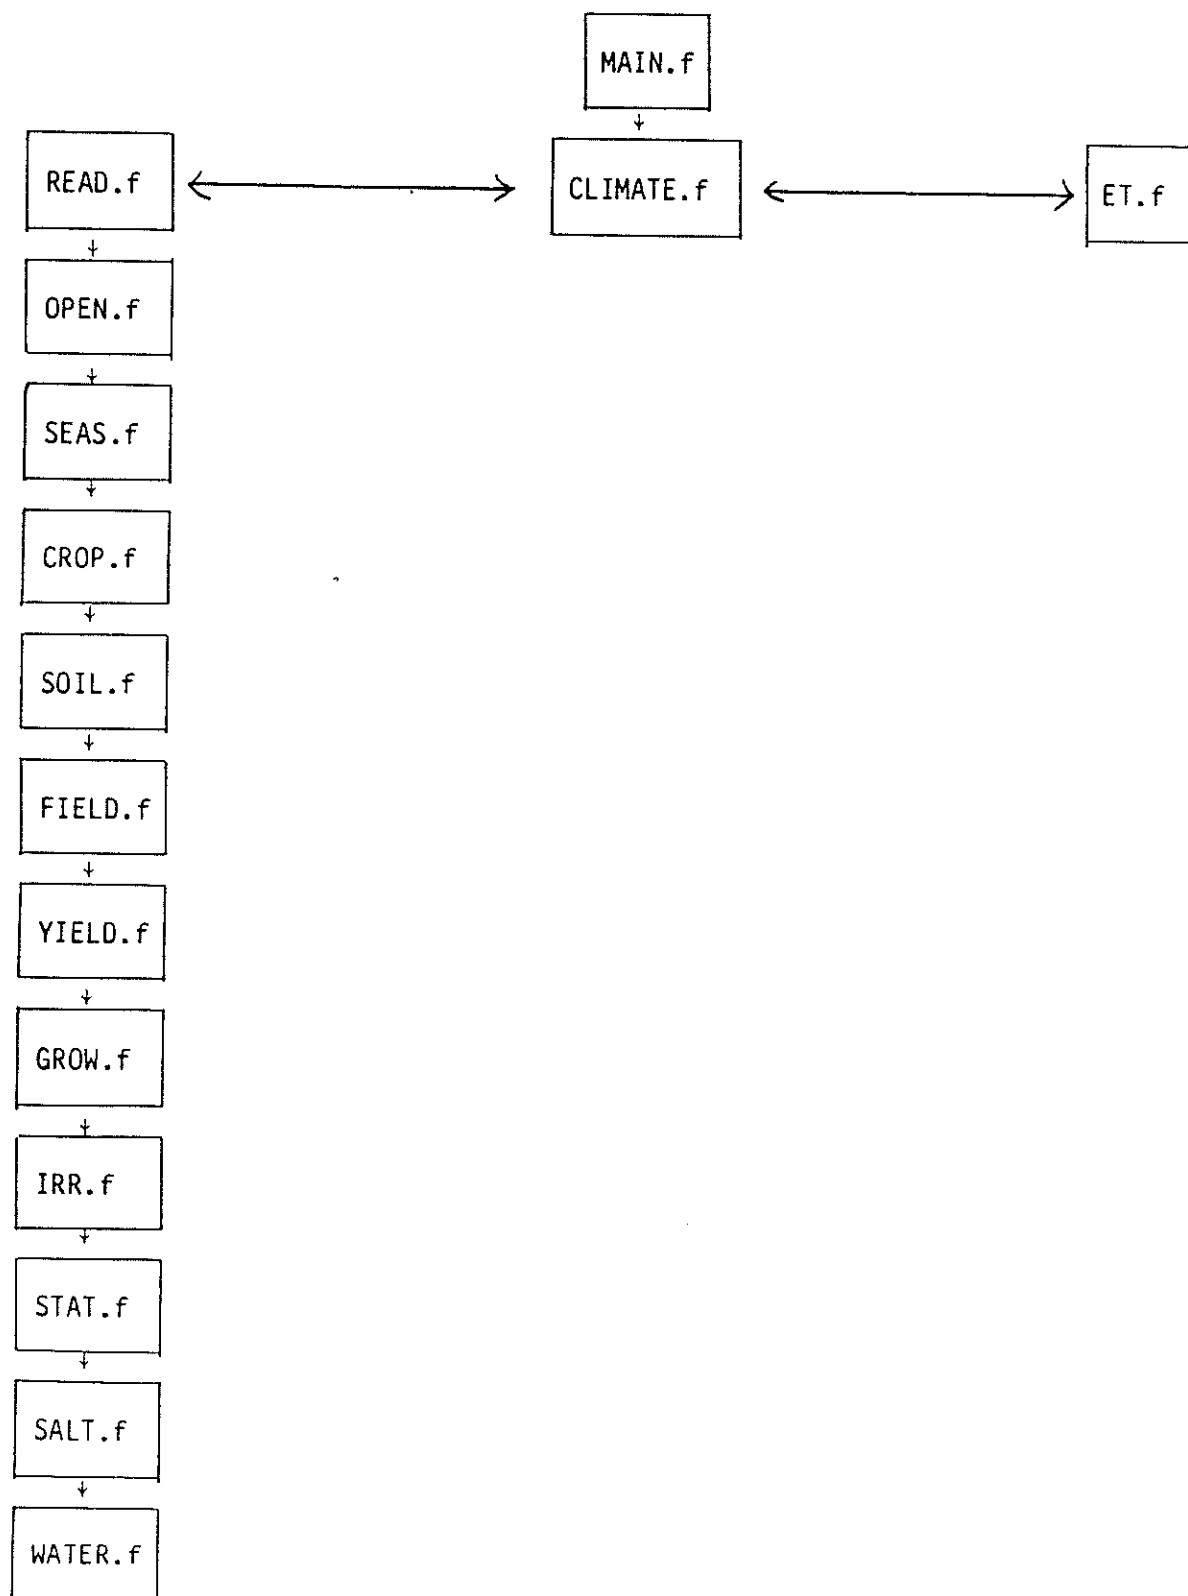 MAIN.f
READ.f
CLIMATE.f
ET.f
OPEN.f
SEAS.f
CROP.f
SOIL.f
FIELD.f
YIELD.f
GROW.f
IRR.f
STAT.f
SALT.f
WATER.f